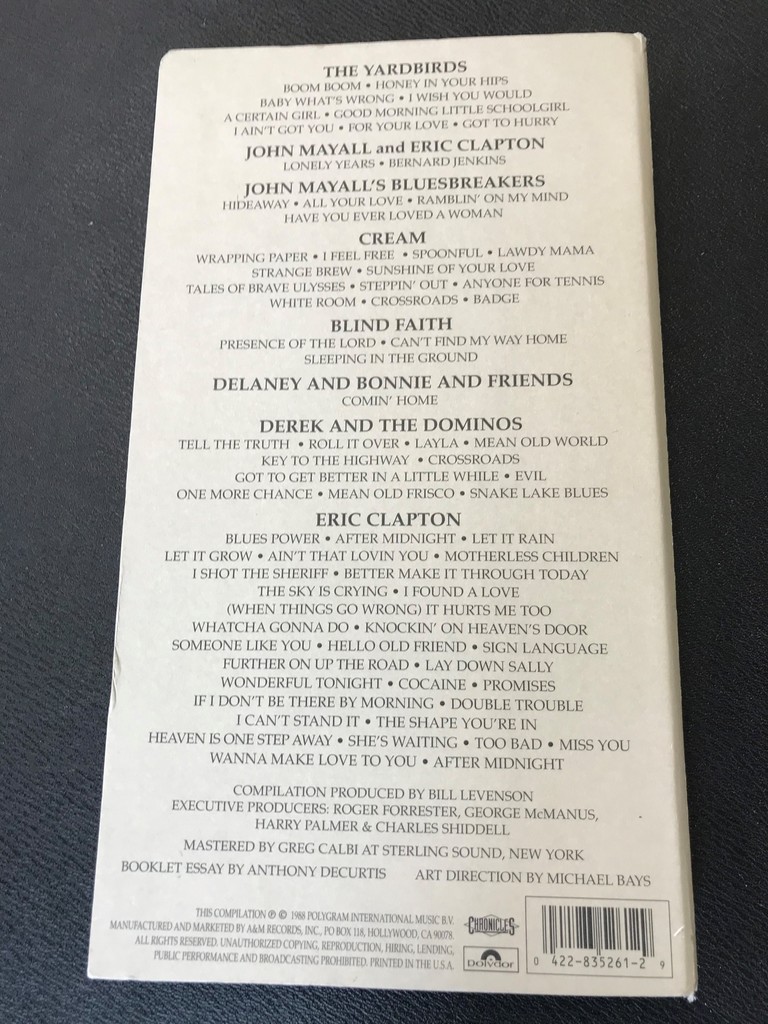 THE YARDBIRDS
BOOM BOOM • HONEY IN YOUR HIPS
BABY WHAT'S WRONG • I WISH YOU WOULD
A CERTAIN GIRL • GOOD MORNING LITTLE SCHOOLGIRL
I AIN'T GOT YOU • FOR YOUR LOVE • GOT TO HURRY
JOHN MAYALL and ERIC CLAPTON
LONELY YEARS • BERNARD JENKINS
JOHN MAYALL'S BLUESBREAKERS
HIDEAWAY • ALL YOUR LOVE • RAMBLIN' ON MY MIND
HAVE YOU EVER LOVED A WOMAN
CREAM
WRAPPING PAPER • I FEEL FREE • SPOONFUL • LAWDY MAMA
STRANGE BREW • SUNSHINE OF YOUR LOVE
TALES OF BRAVE ULYSSES • STEPPIN' OUT • ANYONE FOR TENNIS
WHITE ROOM • CROSSROADS • BADGE
BLIND FAITH
PRESENCE OF THE LORD • CAN'T FIND MY WAY HOME
SLEEPING IN THE GROUND
DELANEY AND BONNIE AND FRIENDS
COMIN' HOME
DEREK AND THE DOMINOS
TELL THE TRUTH • ROLL IT OVER • LAYLA • MEAN OLD WORLD
KEY TO THE HIGHWAY • CROSSROADS
GOT TO GET BETTER IN A LITTLE WHILE • EVIL
ONE MORE CHANCE • MEAN OLD FRISCO • SNAKE LAKE BLUES
ERIC CLAPTON
BLUES POWER • AFTER MIDNIGHT • LET IT RAIN
LET IT GROW • AIN'T THAT LOVIN YOU • MOTHERLESS CHILDREN
I SHOT THE SHERIFF • BETTER MAKE IT THROUGH TODAY
THE SKY IS CRYING • I FOUND A LOVE
(WHEN THINGS GO WRONG) IT HURTS ME TOO
WHATCHA GONNA DO • KNOCKIN' ON HEAVEN'S DOOR
SOMEONE LIKE YOU • HELLO OLD FRIEND • SIGN LANGUAGE
FURTHER ON UP THE ROAD • LAY DOWN SALLY
WONDERFUL TONIGHT • COCAINE • PROMISES
IF I DON'T BE THERE BY MORNING • DOUBLE TROUBLE
I CAN'T STAND IT • THE SHAPE YOU'RE IN
HEAVEN IS ONE STEP AWAY • SHE'S WAITING • TOO BAD • MISS YOU
WANNA MAKE LOVE TO YOU • AFTER MIDNIGHT
COMPILATION PRODUCED BY BILL LEVENSON
EXECUTIVE PRODUCERS: ROGER FORRESTER, GEORGE McMANUS,
HARRY PALMER & CHARLES SHIDDELL
MASTERED BY GREG CALBI AT STERLING SOUND, NEW YORK
BOOKLET ESSAY BY ANTHONY DECURTIS ART DIRECTION BY MICHAEL BAYS
THIS COMPILATION ℗ © 1988 POLYGRAM INTERNATIONAL MUSIC B.V.
MANUFACTURED AND MARKETED BY A&M RECORDS, INC., PO BOX 118, HOLLYWOOD, CA 90078.
ALL RIGHTS RESERVED. UNAUTHORIZED COPYING, REPRODUCTION, HIRING, LENDING,
PUBLIC PERFORMANCE AND BROADCASTING PROHIBITED. PRINTED IN THE U.S.A.
CHRONICLES
Polydor
0 422-835261-2 9